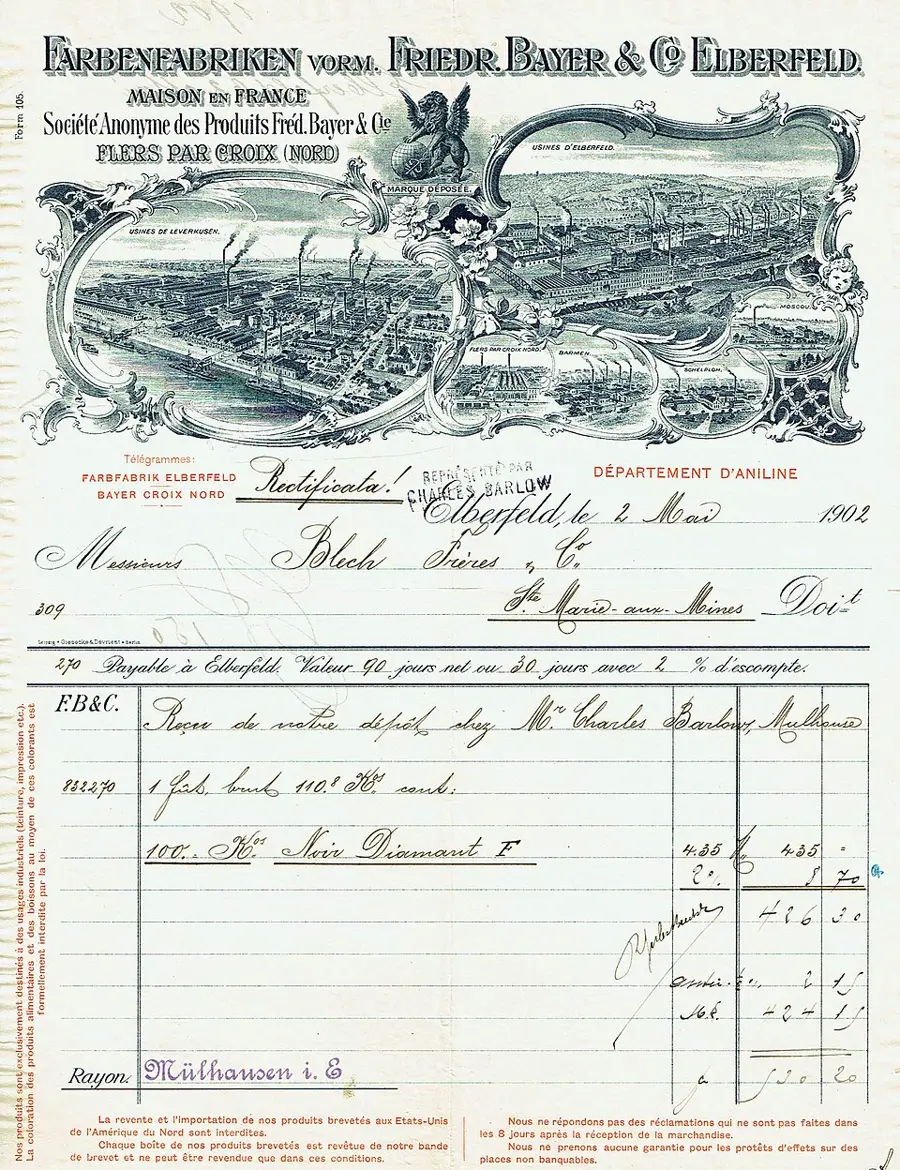 FARBENFABRIKEN VORM. FRIEDR. BAYER & Cº ELBERFELD.
MAISON EN FRANCE
Société Anonyme des Produits Fréd. Bayer & Cie
FLERS PAR CROIX (NORD)
Form 105.
MARQUE DÉPOSÉE
USINES D'ELBERFELD.
USINES DE LEVERKUSEN.
MOSCOU.
FLERS PAR CROIX NORD.
BARMEN.
SCHELPLOH.
Télégrammes:
FARBFABRIK ELBERFELD
BAYER CROIX NORD
Rectificata!
REPRÉSENTÉ PAR
CHARLES BARLOW
DÉPARTEMENT D'ANILINE
Elberfeld, le 2 Mai 1902
Messieurs Blech Frères & Cº.
309 Ste. Marie-aux-Mines Doit
Leipzig • Giesecke & Devrient • Berlin
270 Payable à Elberfeld. Valeur 90 jours net ou 30 jours avec 2 % d'escompte.
F.B & C.
Reçu de notre dépôt chez Mr. Charles Barlow, Mulhouse
832270 1 fût, brut 110.8 Kos. cont:
100.- Kos. Noir Diamant F 4.35 M. 435 "
2% 8 70
426 30
2 15
424 15
530 20
Rayon: Mülhausen i. E
Nos produits sont exclusivement destinés à des usages industriels (teinture, impression etc.).
La coloration des produits alimentaires et des boissons au moyen de ces colorants est
formellement interdite par la loi.
La revente et l'importation de nos produits brevetés aux Etats-Unis
de l'Amérique du Nord sont interdites.
Chaque boîte de nos produits brevetés est revêtue de notre bande
de brevet et ne peut être revendue que dans ces conditions.
Nous ne répondons pas des réclamations qui ne sont pas faites dans
les 8 jours après la réception de la marchandise.
Nous ne prenons aucune garantie pour les protêts d'effets sur des
places non banquables.